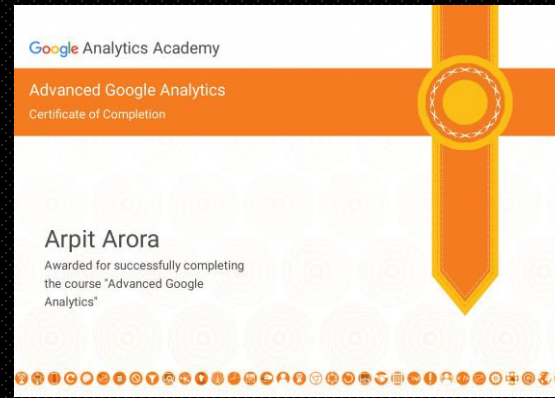 Google Analytics Academy
Advanced Google Analytics
Certificate of Completion
Arpit Arora
Awarded for successfully completing
the course "Advanced Google
Analytics"